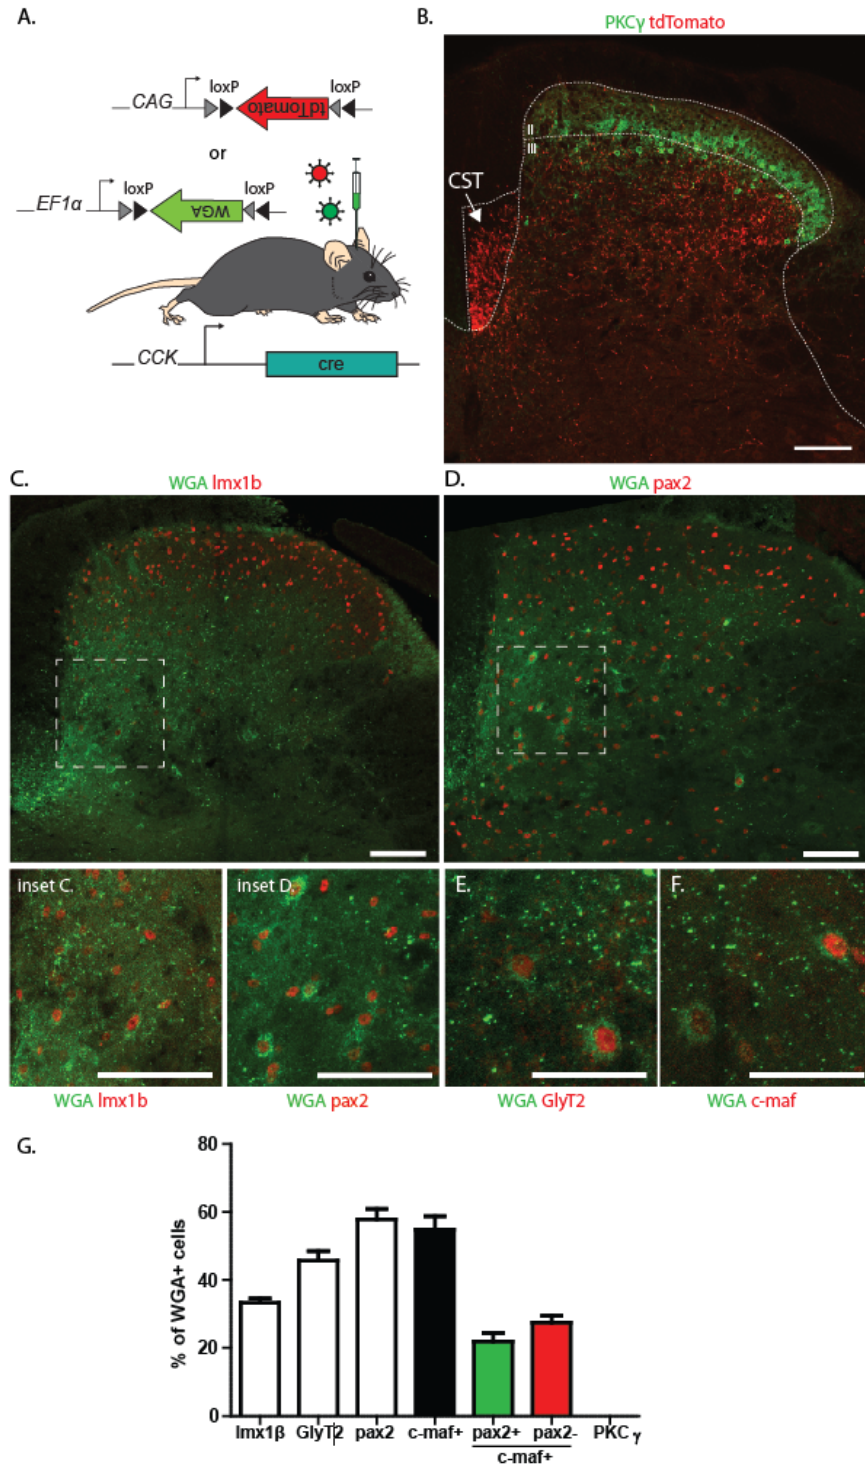 A.
loxP loxP
CAG
tdTomato
or
loxP loxP
EF1α
WGA
CCK
cre
B.
PKCγ tdTomato
II
III
CST
C.
WGA lmx1b
D.
WGA pax2
inset C.
inset D.
E.
F.
WGA lmx1b
WGA pax2
WGA GlyT2
WGA c-maf
G.
% of WGA+ cells
80
60
40
20
0
lmx1β GlyT2 pax2 c-maf+ pax2+ pax2- PKCγ
c-maf+